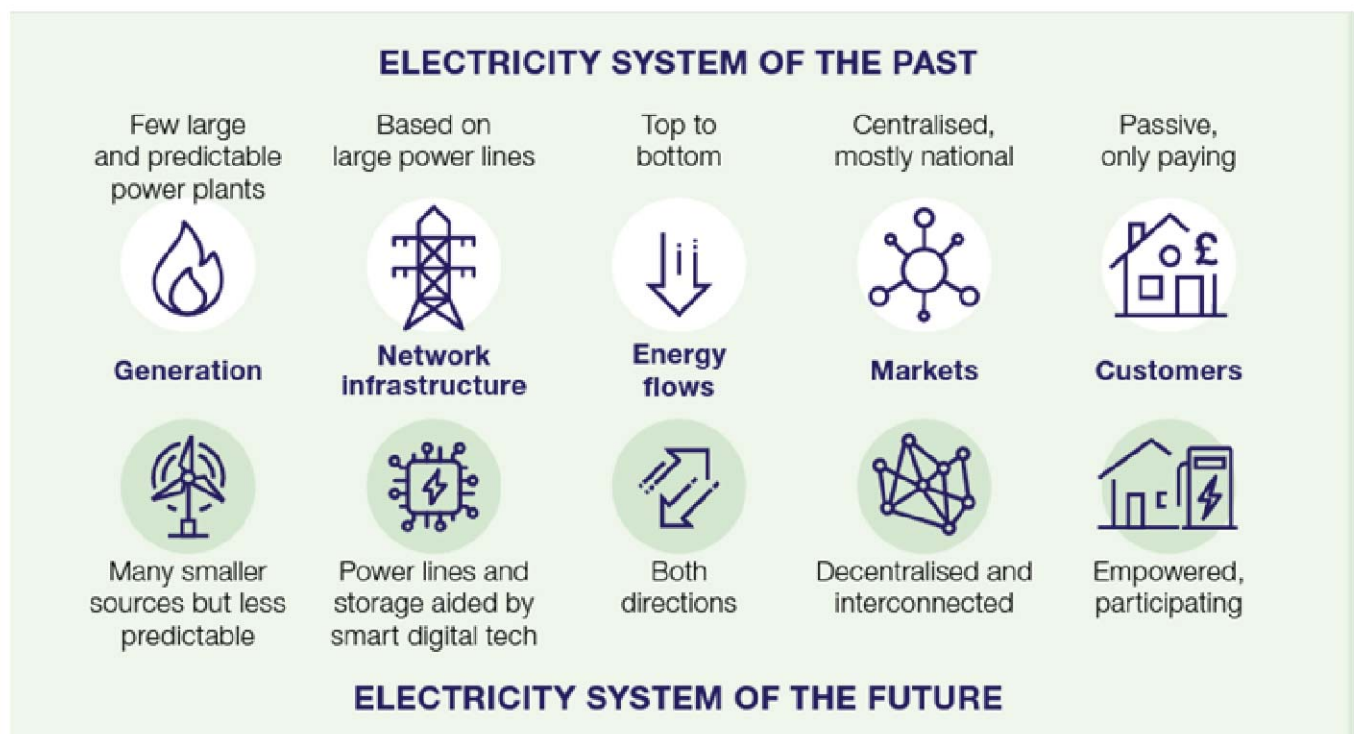 ELECTRICITY SYSTEM OF THE PAST
Few large
and predictable
power plants
Based on
large power lines
Top to
bottom
Centralised,
mostly national
Passive,
only paying
£
Generation
Network
infrastructure
Energy
flows
Markets
Customers
Many smaller
sources but less
predictable
Power lines and
storage aided by
smart digital tech
Both
directions
Decentralised and
interconnected
Empowered,
participating
ELECTRICITY SYSTEM OF THE FUTURE